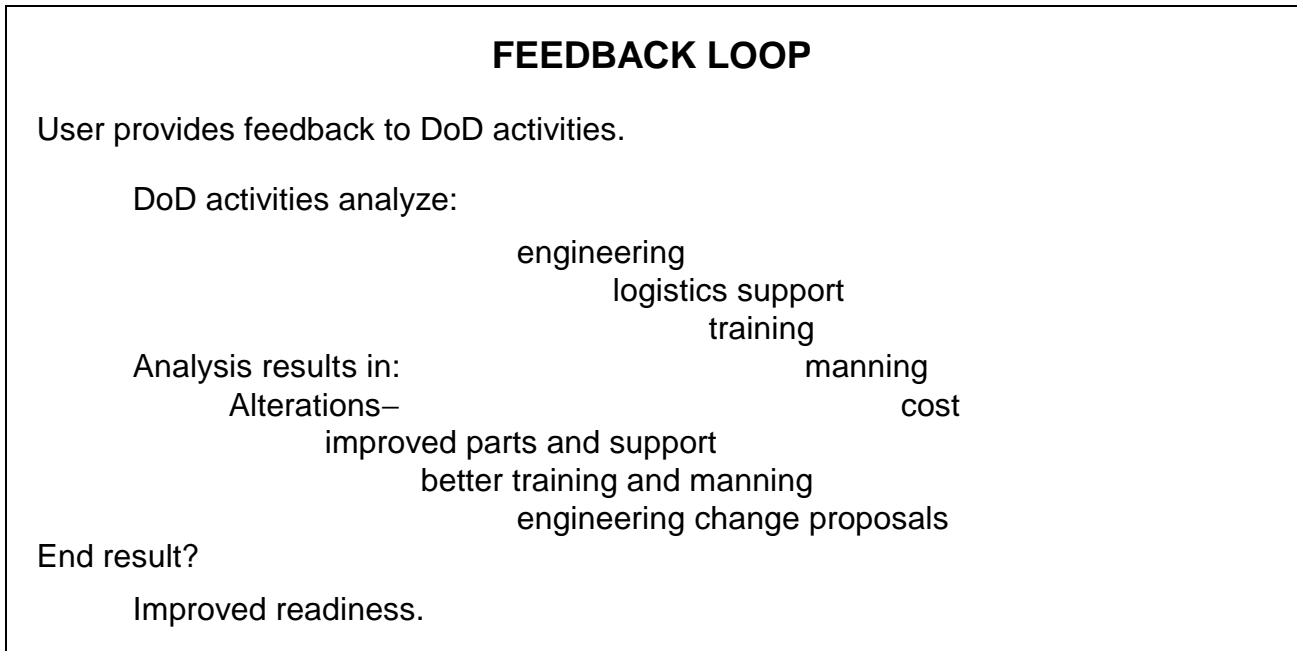 FEEDBACK LOOP
User provides feedback to DoD activities.
DoD activities analyze:
engineering
logistics support
training
Analysis results in: manning
Alterations– cost
improved parts and support
better training and manning
engineering change proposals
End result?
Improved readiness.